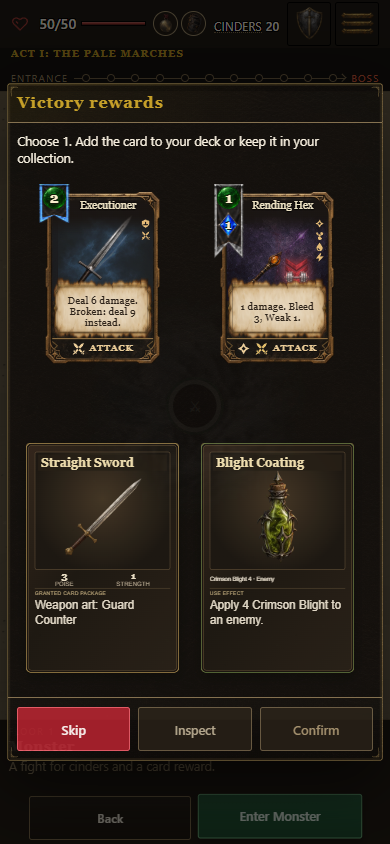 50/50
CINDERS 20
ACT I: THE PALE MARCHES
ENTRANCE
BOSS
Victory rewards
Choose 1. Add the card to your deck or keep it in your
collection.
2
Executioner
Deal 6 damage.
Broken: deal 9
instead.
ATTACK
1
1
Rending Hex
1 damage. Bleed
3, Weak 1.
ATTACK
Straight Sword
3
POISE
1
STRENGTH
GRANTED CARD PACKAGE
Weapon art: Guard
Counter
Blight Coating
Crimson Blight 4 · Enemy
USE EFFECT
Apply 4 Crimson Blight to
an enemy.
Skip
Inspect
Confirm
Monster
A fight for cinders and a card reward.
Back
Enter Monster